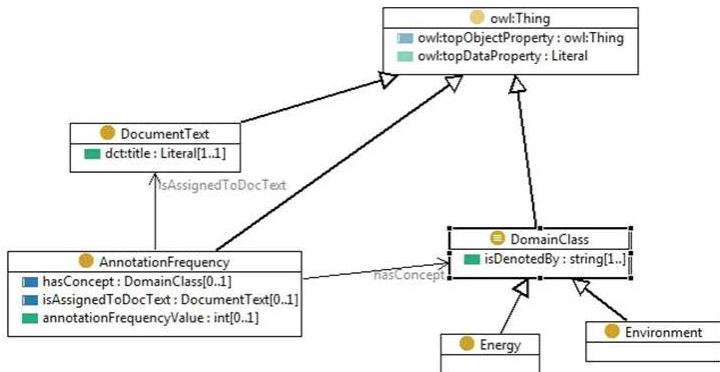 owl:Thing
owl:topObjectProperty : owl:Thing
owl:topDataProperty : Literal
DocumentText
dct:title : Literal[1..1]
isAssignedToDocText
AnnotationFrequency
hasConcept : DomainClass[0..1]
isAssignedToDocText : DocumentText[0..1]
annotationFrequencyValue : int[0..1]
hasConcept
DomainClass
isDenotedBy : string[1..]
Energy
Environment